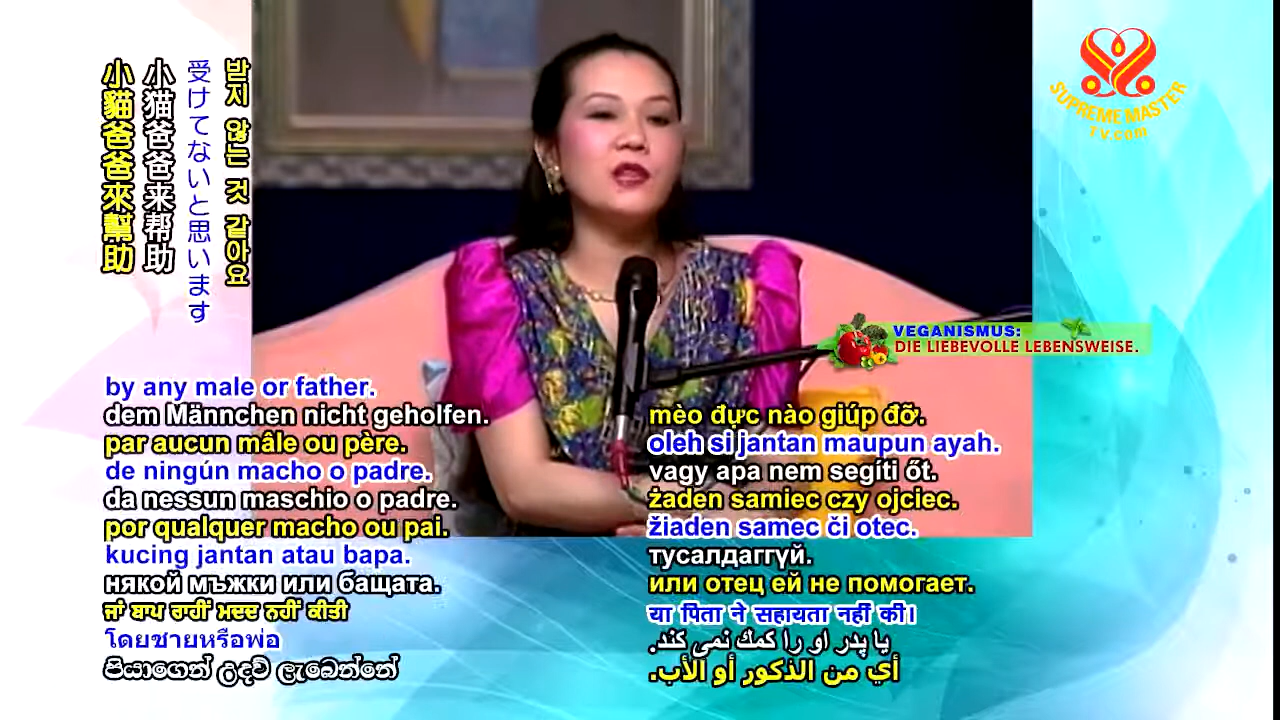 받지 않는 것 같아요
受けてないと思います
小猫爸爸来帮助
小貓爸爸來幫助
SUPREME MASTER
TV.com
VEGANISMUS:
DIE LIEBEVOLLE LEBENSWEISE.
by any male or father.
dem Männchen nicht geholfen.
par aucun mâle ou père.
de ningún macho o padre.
da nessun maschio o padre.
por qualquer macho ou pai.
kucing jantan atau bapa.
някой мъжки или бащата.
ਜਾਂ ਬਾਪ ਰਾਹੀਂ ਮਦਦ ਨਹੀਂ ਕੀਤੀ
โดยชายหรือพ่อ
පියාගෙන් උදව් ලැබෙන්නේ
mèo đực nào giúp đỡ.
oleh si jantan maupun ayah.
vagy apa nem segíti őt.
żaden samiec czy ojciec.
žiaden samec či otec.
тусалдаггүй.
или отец ей не помогает.
या पिता ने सहायता नहीं की।
یا پدر او را کمک نمی کند.
أي من الذكور أو الأب.